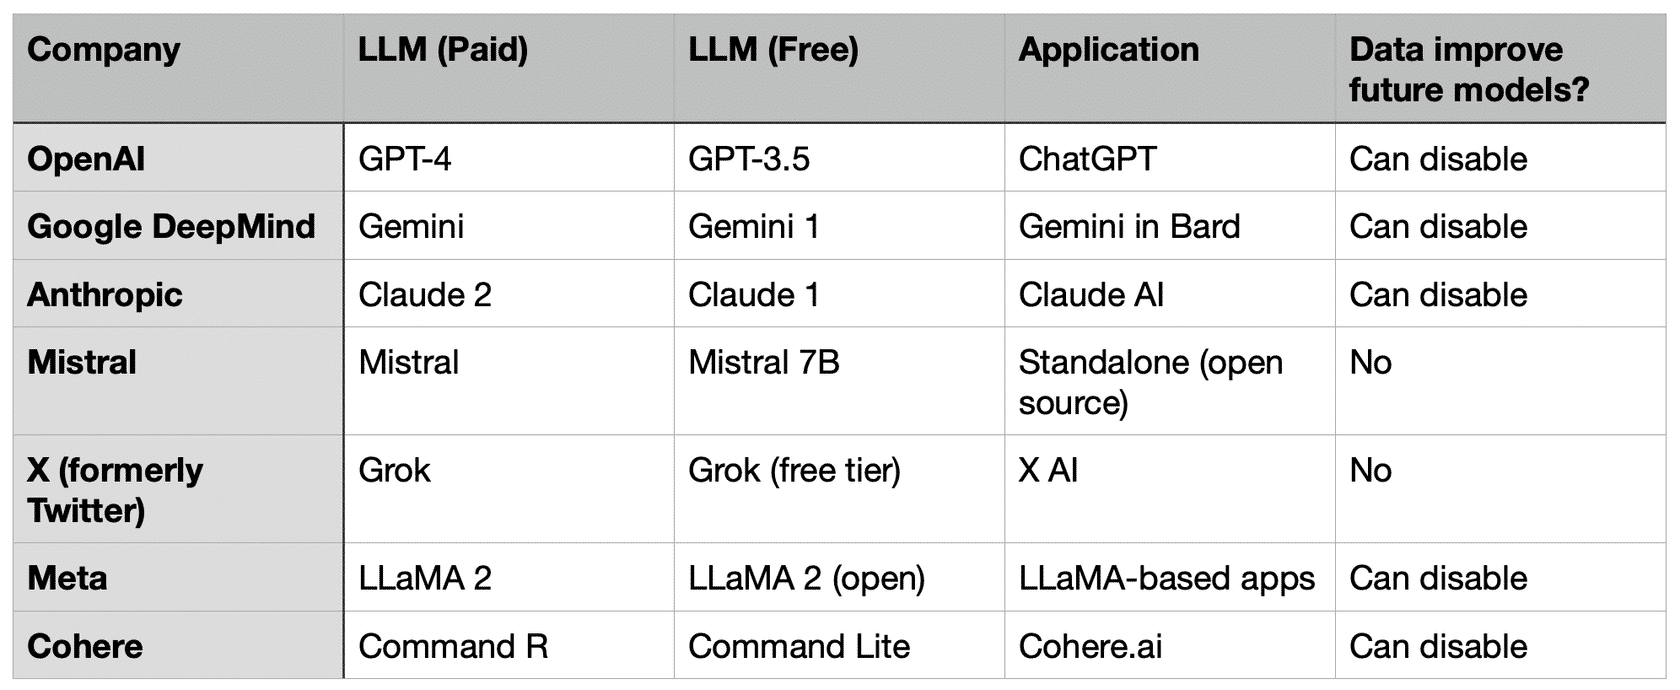 Company LLM (Paid) LLM (Free) Application Data improve
future models?
OpenAI GPT-4 GPT-3.5 ChatGPT Can disable
Google DeepMind Gemini Gemini 1 Gemini in Bard Can disable
Anthropic Claude 2 Claude 1 Claude AI Can disable
Mistral Mistral Mistral 7B Standalone (open No
source)
X (formerly Grok Grok (free tier) X AI No
Twitter)
Meta LLaMA 2 LLaMA 2 (open) LLaMA-based apps Can disable
Cohere Command R Command Lite Cohere.ai Can disable